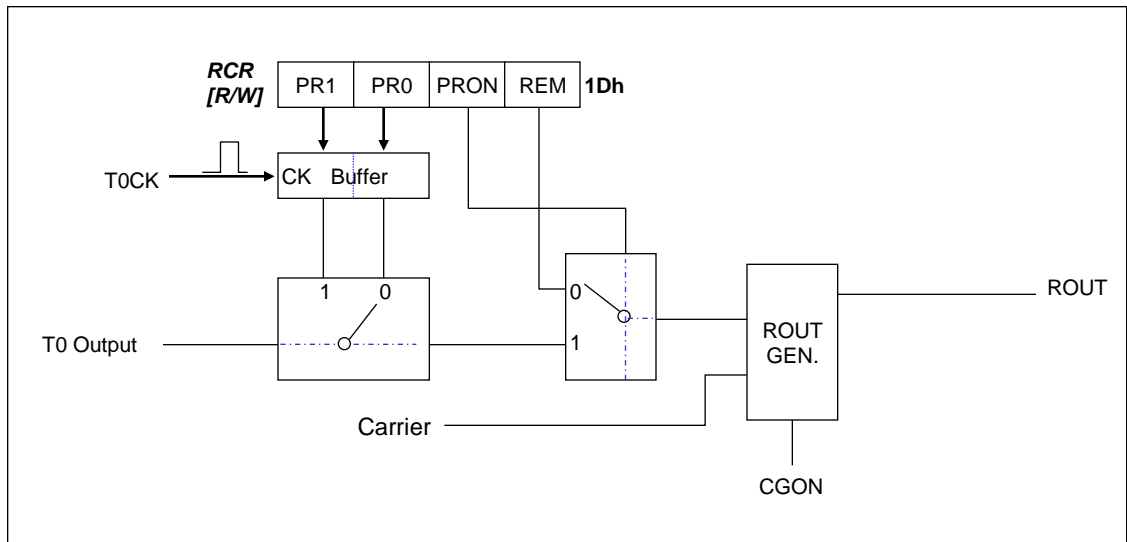 RCR
[R/W]
PR1 PR0 PRON REM 1Dh
T0CK
CK Buffer
1 0
0
1
T0 Output
ROUT
GEN.
ROUT
Carrier
CGON